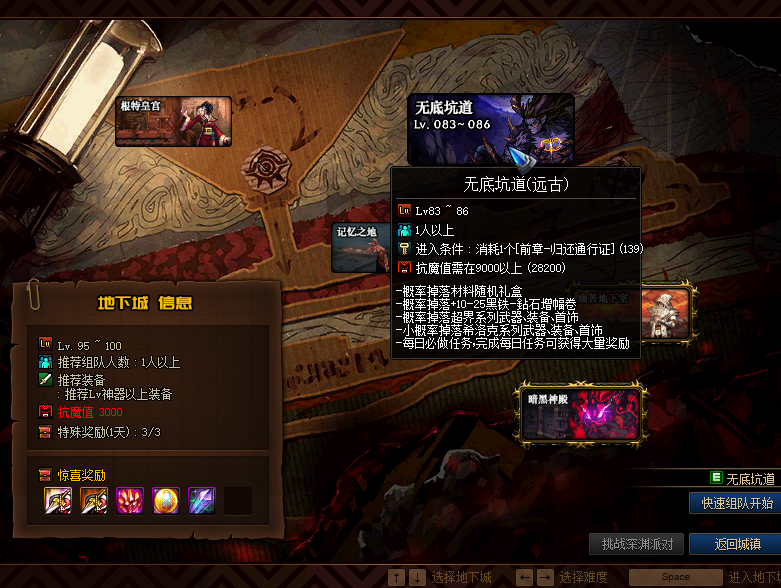 根特皇宫
无底坑道
Lv. 083~086
无底坑道(远古)
Lv83 ~ 86
1人以上
进入条件：消耗1个[前章-归还通行证] (139)
抗魔值需在9000以上 (28200)
-概率掉落材料随机礼盒
-概率掉落+10-25黑铁-鉆石增幅卷
-概率掉落超界系列武器、装备、首饰
-小概率掉落希洛克系列武器、装备、首饰
-每日必做任务,完成每日任务可获得大量奖励
记忆之地
痛苦地下室
地下城 信息
Lv. 95 ~ 100
推荐组队人数：1人以上
推荐装备
：推荐Lv神器以上装备
抗魔值 3000
特殊奖励(1天)：3/3
惊喜奖励
暗黑神殿
E 无底坑道
快速组队开始
挑战深渊派对
返回城镇
↑ ↓ 选择地下城 ← → 选择难度 Space 进入地下